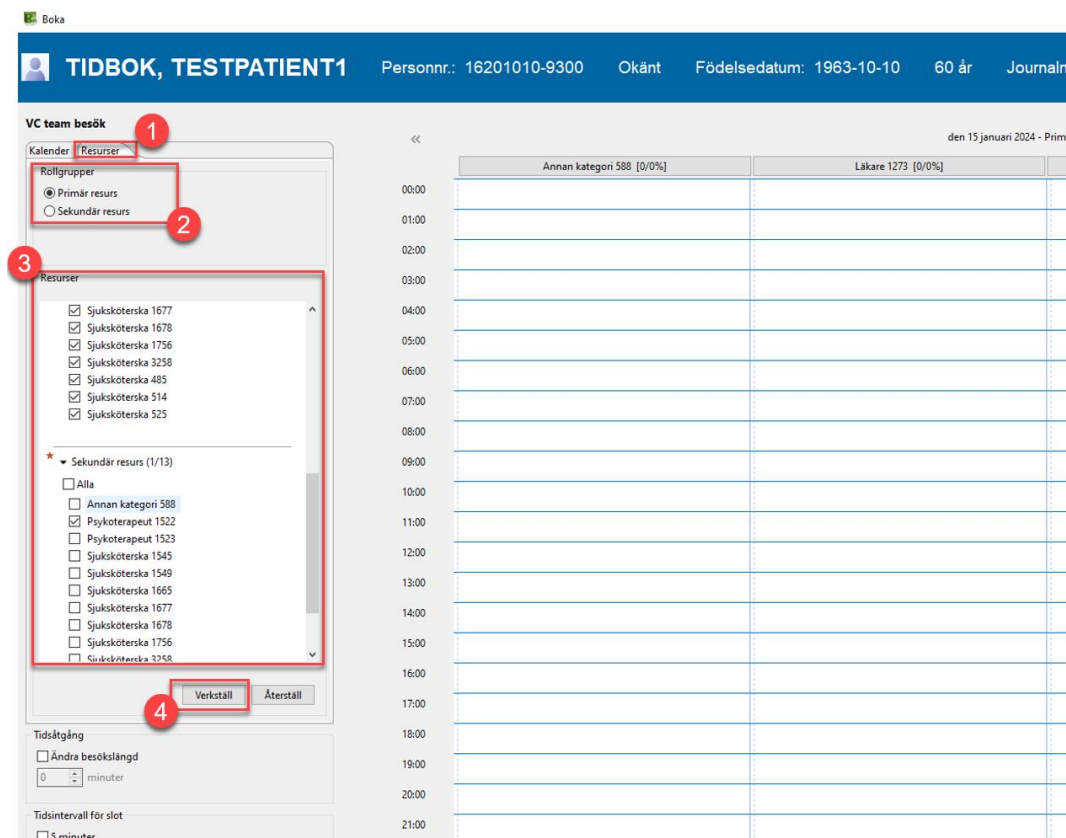 Boka
TIDBOK, TESTPATIENT1 Personnr.: 16201010-9300 Okänt Födelsedatum: 1963-10-10 60 år Journaln
VC team besök
1
Kalender Resurser
Rollgrupper
Primär resurs
Sekundär resurs
2
3
Resurser
Sjuksköterska 1677
Sjuksköterska 1678
Sjuksköterska 1756
Sjuksköterska 3258
Sjuksköterska 485
Sjuksköterska 514
Sjuksköterska 525
* Sekundär resurs (1/13)
Alla
Annan kategori 588
Psykoterapeut 1522
Psykoterapeut 1523
Sjuksköterska 1545
Sjuksköterska 1549
Sjuksköterska 1665
Sjuksköterska 1677
Sjuksköterska 1678
Sjuksköterska 1756
Sjuksköterska 3258
Verkställ Återställ
4
Tidsåtgång
Ändra besökslängd
0 minuter
Tidsintervall för slot
5 minuter
den 15 januari 2024 - Prim
Annan kategori 588 [0/0%] Läkare 1273 [0/0%]
00:00
01:00
02:00
03:00
04:00
05:00
06:00
07:00
08:00
09:00
10:00
11:00
12:00
13:00
14:00
15:00
16:00
17:00
18:00
19:00
20:00
21:00